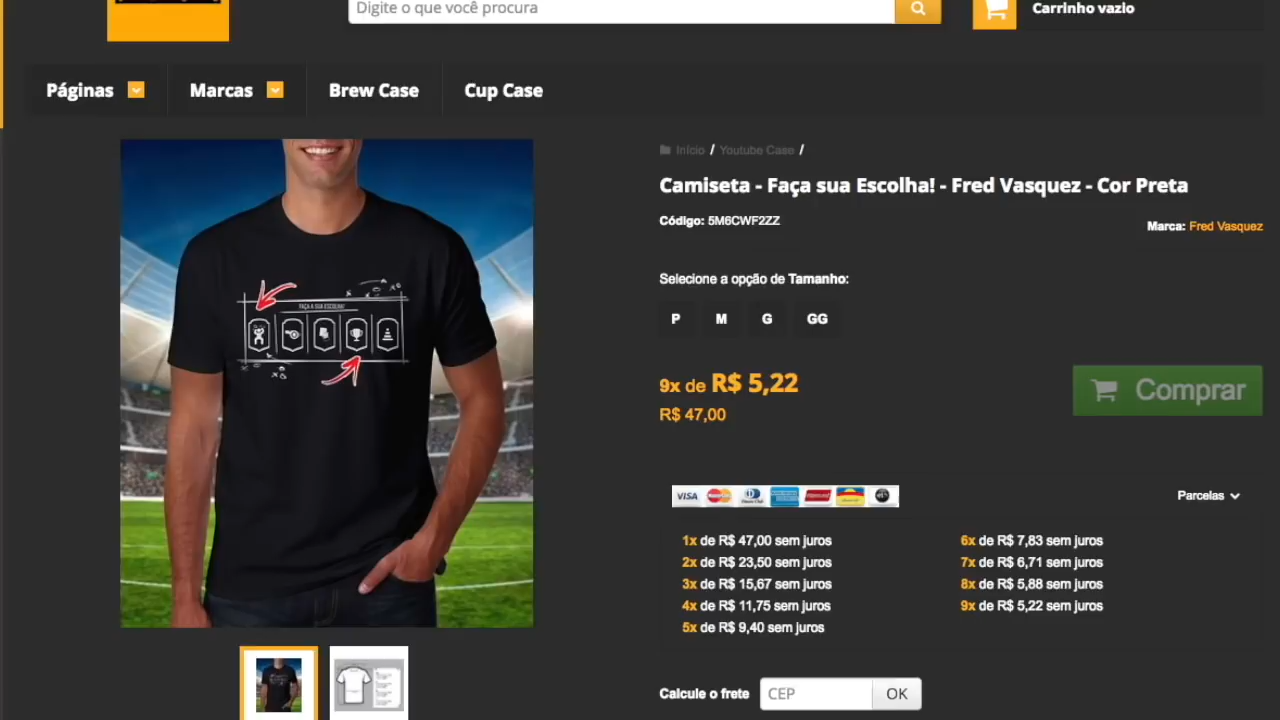 Digite o que você procura
Carrinho vazio
Páginas
Marcas
Brew Case
Cup Case
Início / Youtube Case /
Camiseta - Faça sua Escolha! - Fred Vasquez - Cor Preta
Código: 5M6CWF2ZZ
Marca: Fred Vasquez
Selecione a opção de Tamanho:
P M G GG
FAÇA A SUA ESCOLHA!
9x de R$ 5,22
R$ 47,00
Comprar
VISA
Parcelas
1x de R$ 47,00 sem juros
2x de R$ 23,50 sem juros
3x de R$ 15,67 sem juros
4x de R$ 11,75 sem juros
5x de R$ 9,40 sem juros
6x de R$ 7,83 sem juros
7x de R$ 6,71 sem juros
8x de R$ 5,88 sem juros
9x de R$ 5,22 sem juros
Calcule o frete
CEP
OK